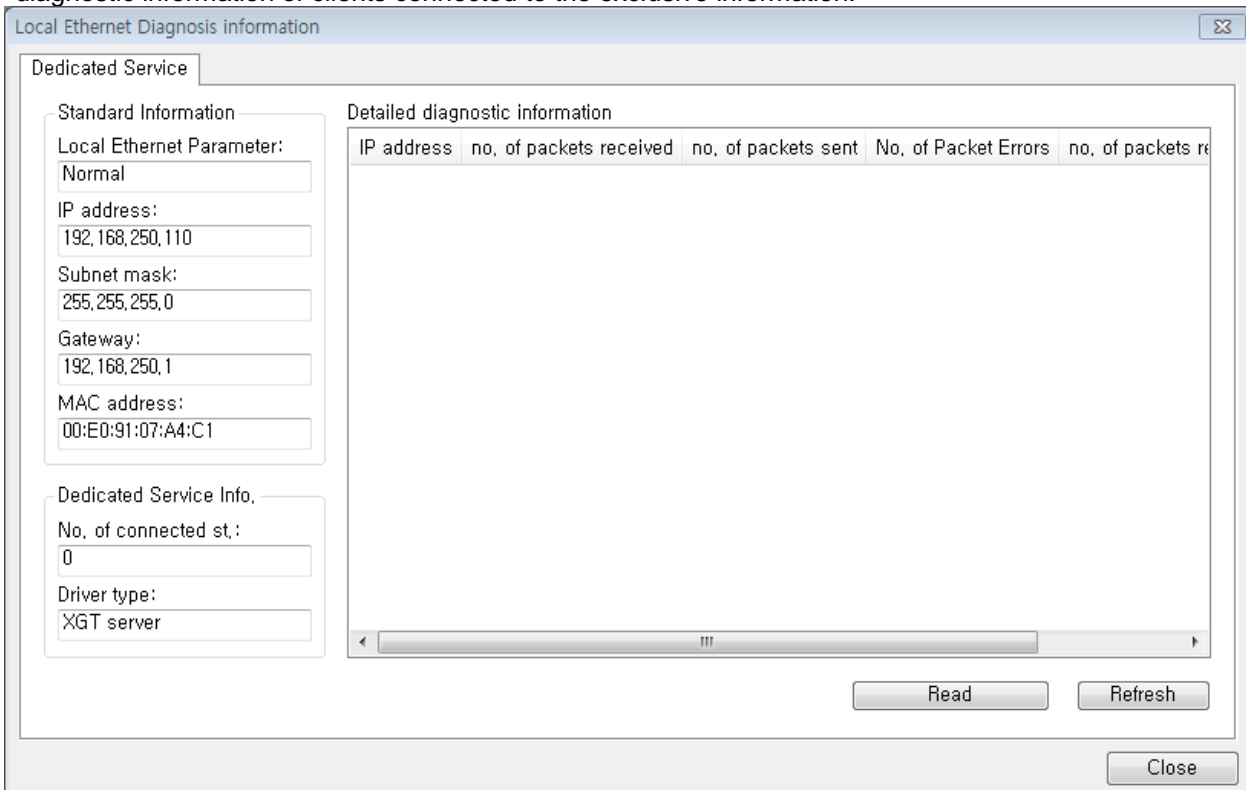 diagnostic information of clients connected to the exclusive information.
Local Ethernet Diagnosis information
Dedicated Service
Standard Information
Local Ethernet Parameter:
Normal
IP address:
192,168,250,110
Subnet mask:
255,255,255,0
Gateway:
192,168,250,1
MAC address:
00:E0:91:07:A4:C1
Dedicated Service Info,
No, of connected st,:
0
Driver type:
XGT server
Detailed diagnostic information
IP address no, of packets received no, of packets sent No, of Packet Errors no, of packets
Read Refresh
Close